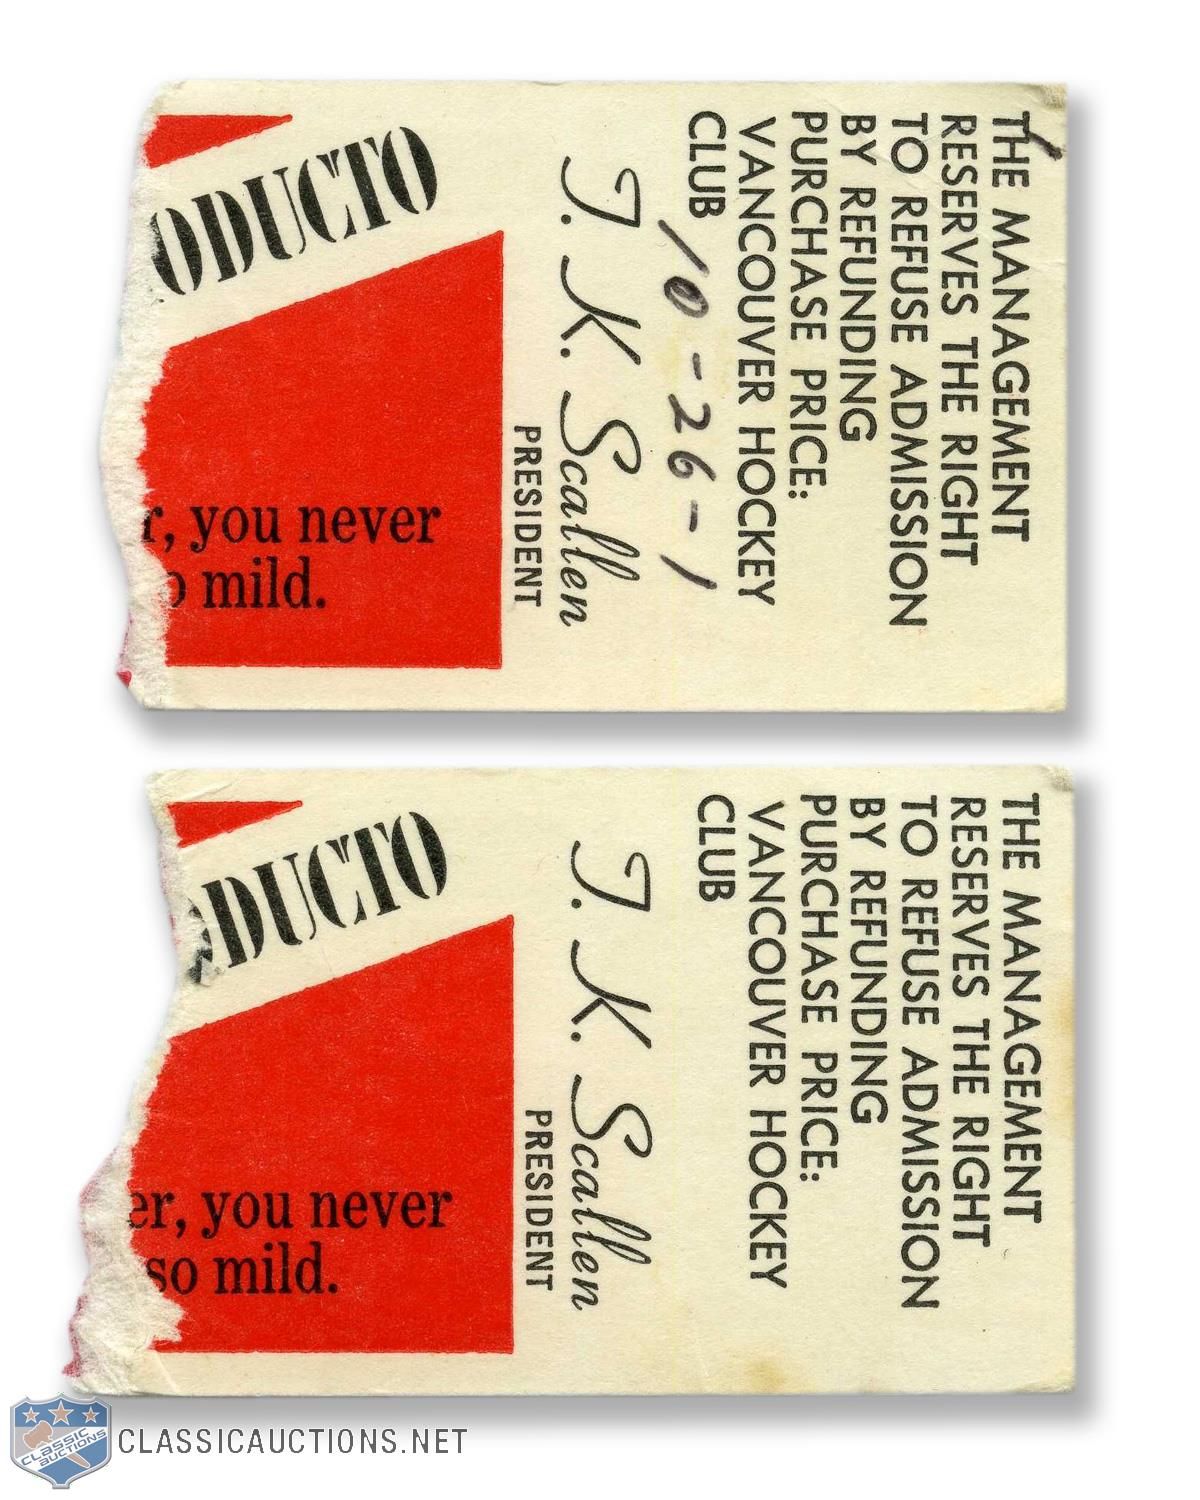 THE MANAGEMENT
RESERVES THE RIGHT
TO REFUSE ADMISSION
BY REFUNDING
PURCHASE PRICE:
VANCOUVER HOCKEY
CLUB
10-26-1
T. K. Scallen
PRESIDENT
ODUCTO
r, you never
o mild.
THE MANAGEMENT
RESERVES THE RIGHT
TO REFUSE ADMISSION
BY REFUNDING
PURCHASE PRICE:
VANCOUVER HOCKEY
CLUB
T. K. Scallen
PRESIDENT
DUCTO
er, you never
so mild.
CLASSIC
AUCTIONS
CLASSICAUCTIONS.NET